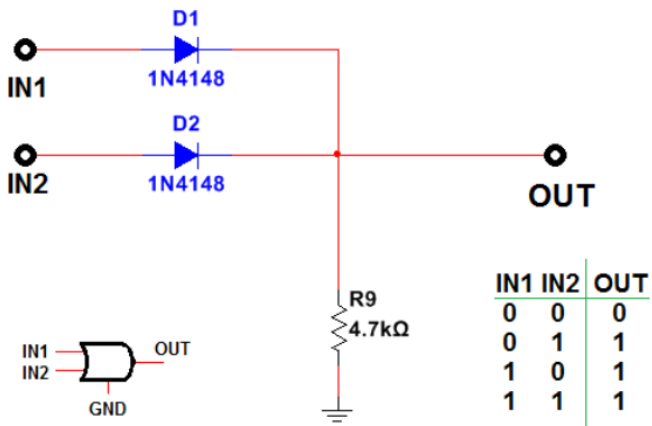 D1
1N4148
IN1
D2
1N4148
IN2
OUT
R9
4.7kΩ
IN1 IN2 OUT
0 0 0
0 1 1
1 0 1
1 1 1
IN1
IN2
OUT
GND